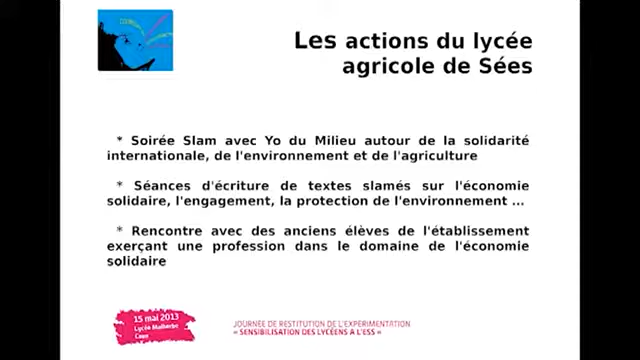 Les actions du lycée
agricole de Sées
* Soirée Slam avec Yo du Milieu autour de la solidarité
internationale, de l'environnement et de l'agriculture
* Séances d'écriture de textes slamés sur l'économie
solidaire, l'engagement, la protection de l'environnement ...
* Rencontre avec des anciens élèves de l'établissement
exerçant une profession dans le domaine de l'économie
solidaire
15 mai 2013
Lycée Malherbe
Caen
JOURNÉE DE RESTITUTION DE L'EXPÉRIMENTATION
« SENSIBILISATION DES LYCÉENS À L'ESS »